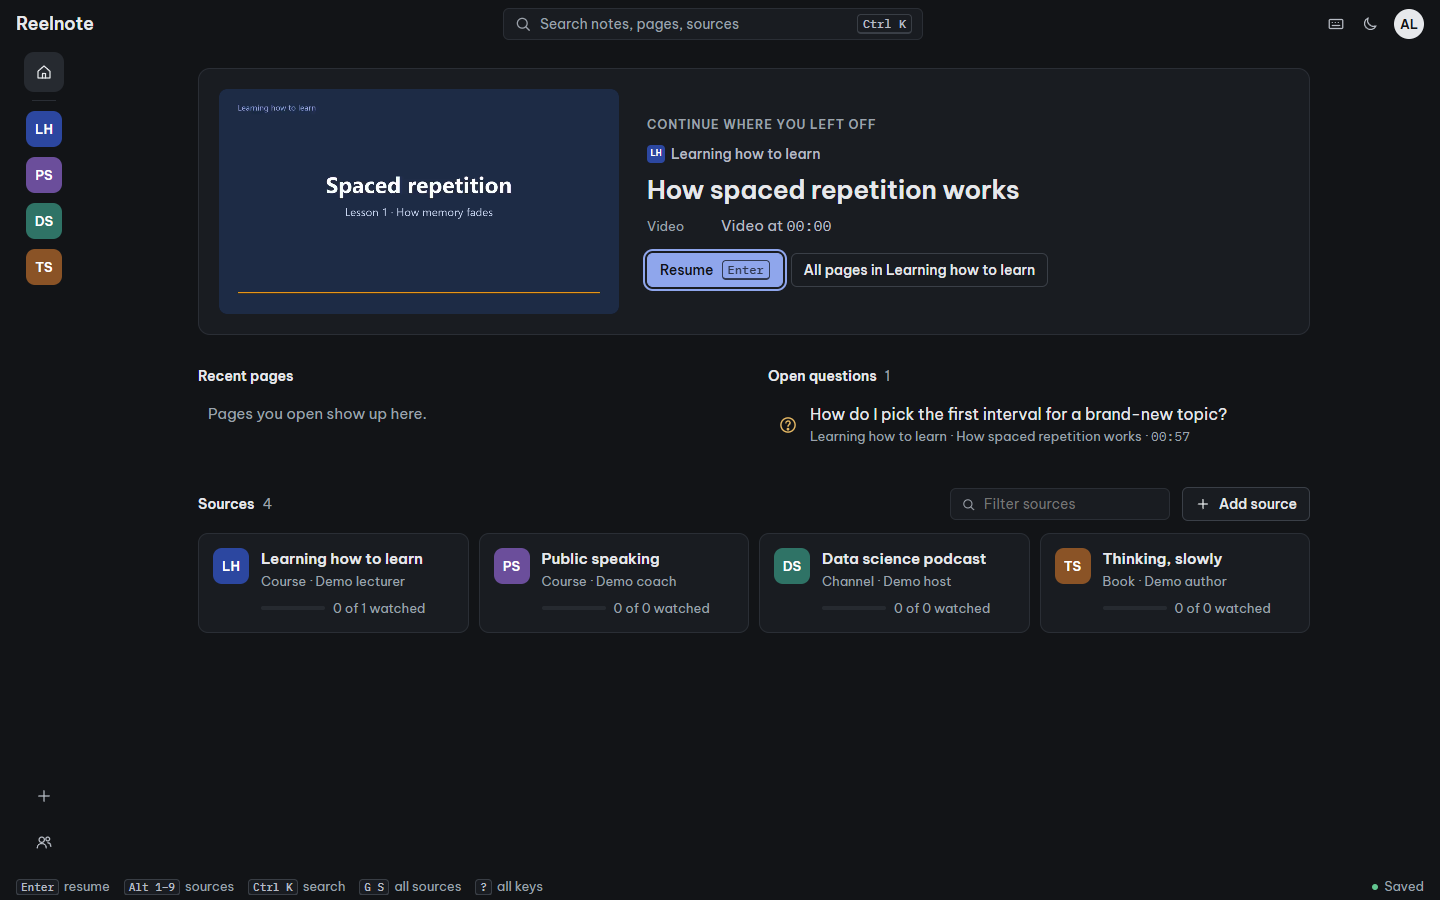 Reelnote
Search notes, pages, sources
Ctrl K
AL
LH
PS
DS
TS
Learning how to learn
Spaced repetition
Lesson 1 · How memory fades
CONTINUE WHERE YOU LEFT OFF
LH Learning how to learn
How spaced repetition works
Video Video at 00:00
Resume Enter
All pages in Learning how to learn
Recent pages
Pages you open show up here.
Open questions 1
How do I pick the first interval for a brand-new topic?
Learning how to learn · How spaced repetition works · 00:57
Sources 4
Filter sources
Add source
LH
Learning how to learn
Course · Demo lecturer
0 of 1 watched
PS
Public speaking
Course · Demo coach
0 of 0 watched
DS
Data science podcast
Channel · Demo host
0 of 0 watched
TS
Thinking, slowly
Book · Demo author
0 of 0 watched
Enter resume Alt 1–9 sources Ctrl K search G S all sources ? all keys
Saved